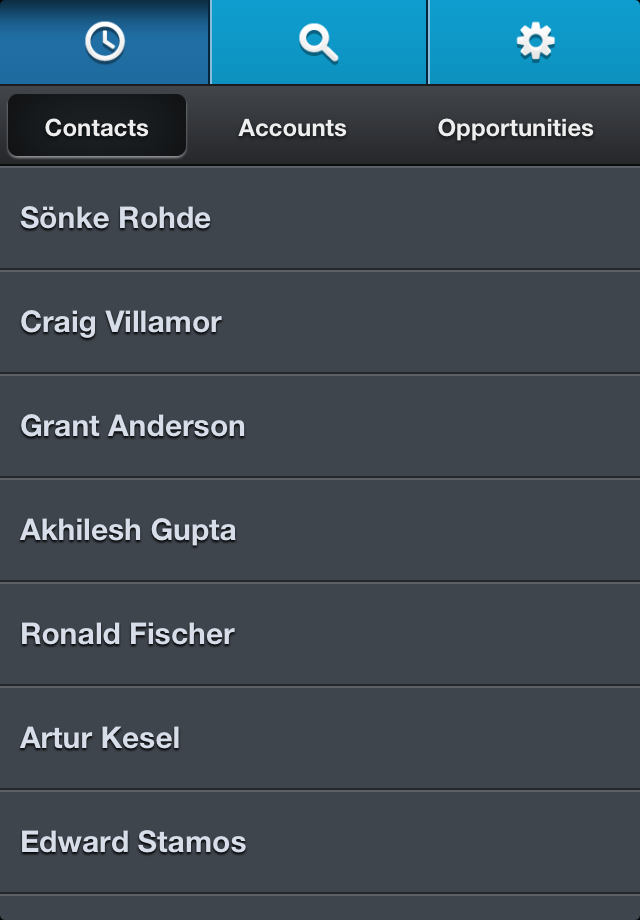 Contacts Accounts Opportunities
Sönke Rohde
Craig Villamor
Grant Anderson
Akhilesh Gupta
Ronald Fischer
Artur Kesel
Edward Stamos